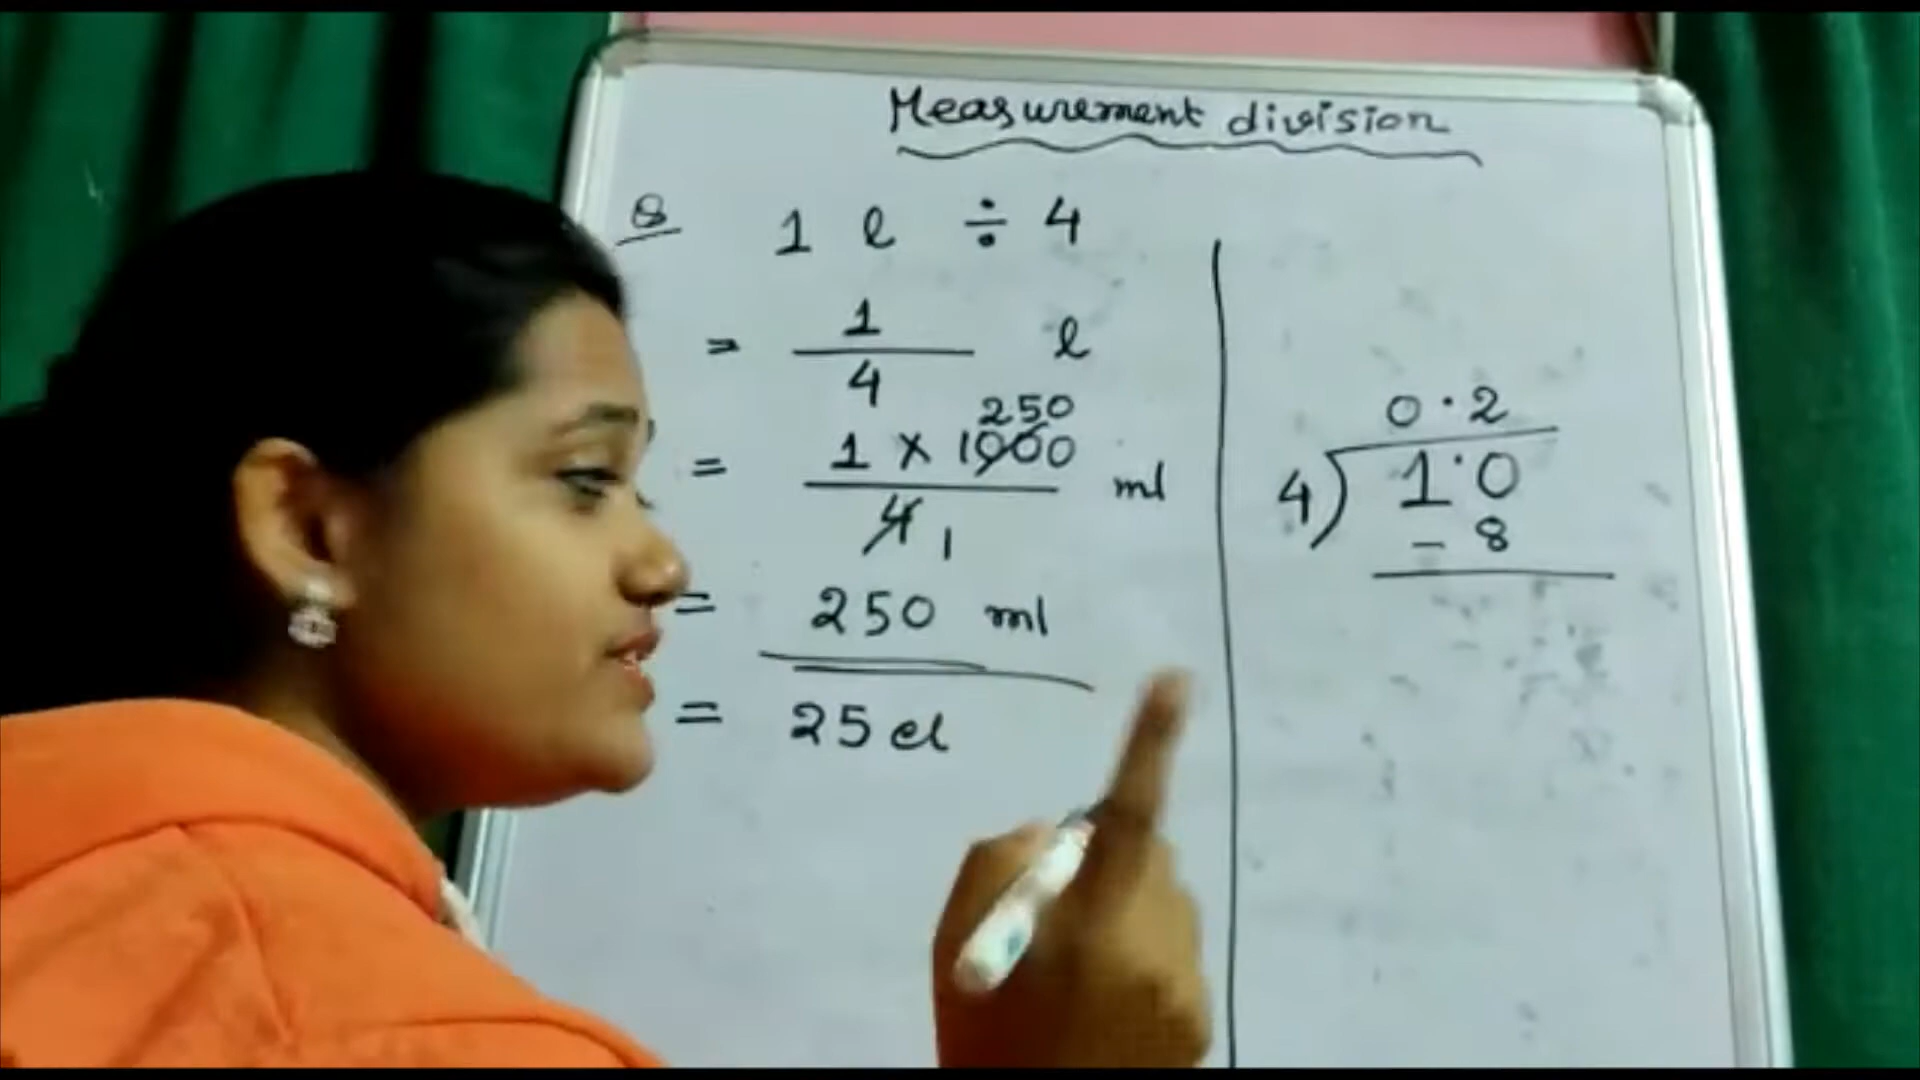 Measurement division
Q 1 l ÷ 4
= 1/4 l
250
= 1 x 1000/4 1 ml
= 250 ml
= 25 cl
0.2
4) 1.0
- 8